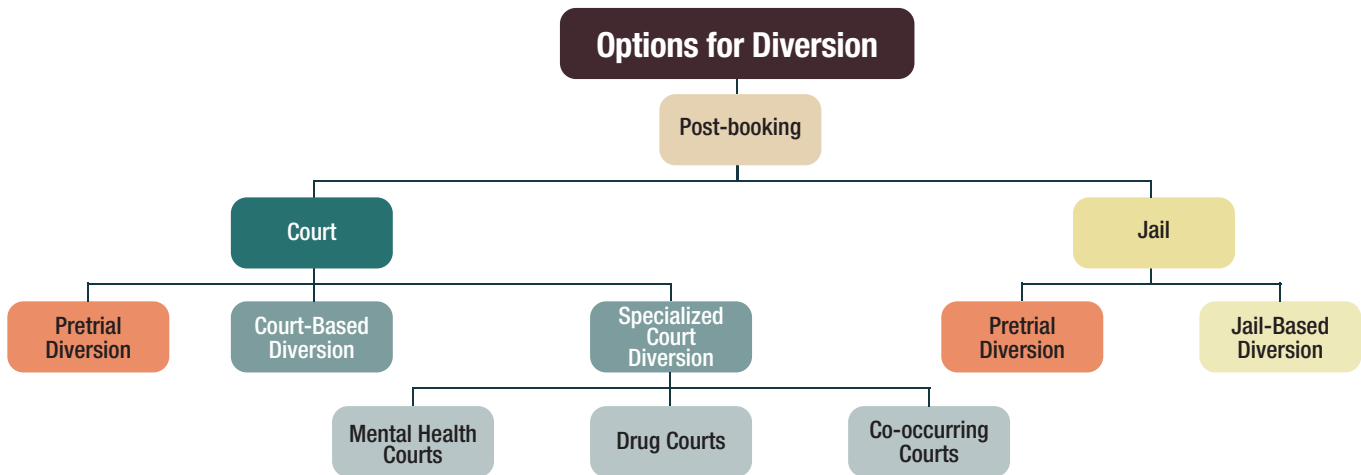 Options for Diversion
Post-booking
Court
Jail
Pretrial
Diversion
Court-Based
Diversion
Specialized
Court
Diversion
Pretrial
Diversion
Jail-Based
Diversion
Mental Health
Courts
Drug Courts
Co-occurring
Courts